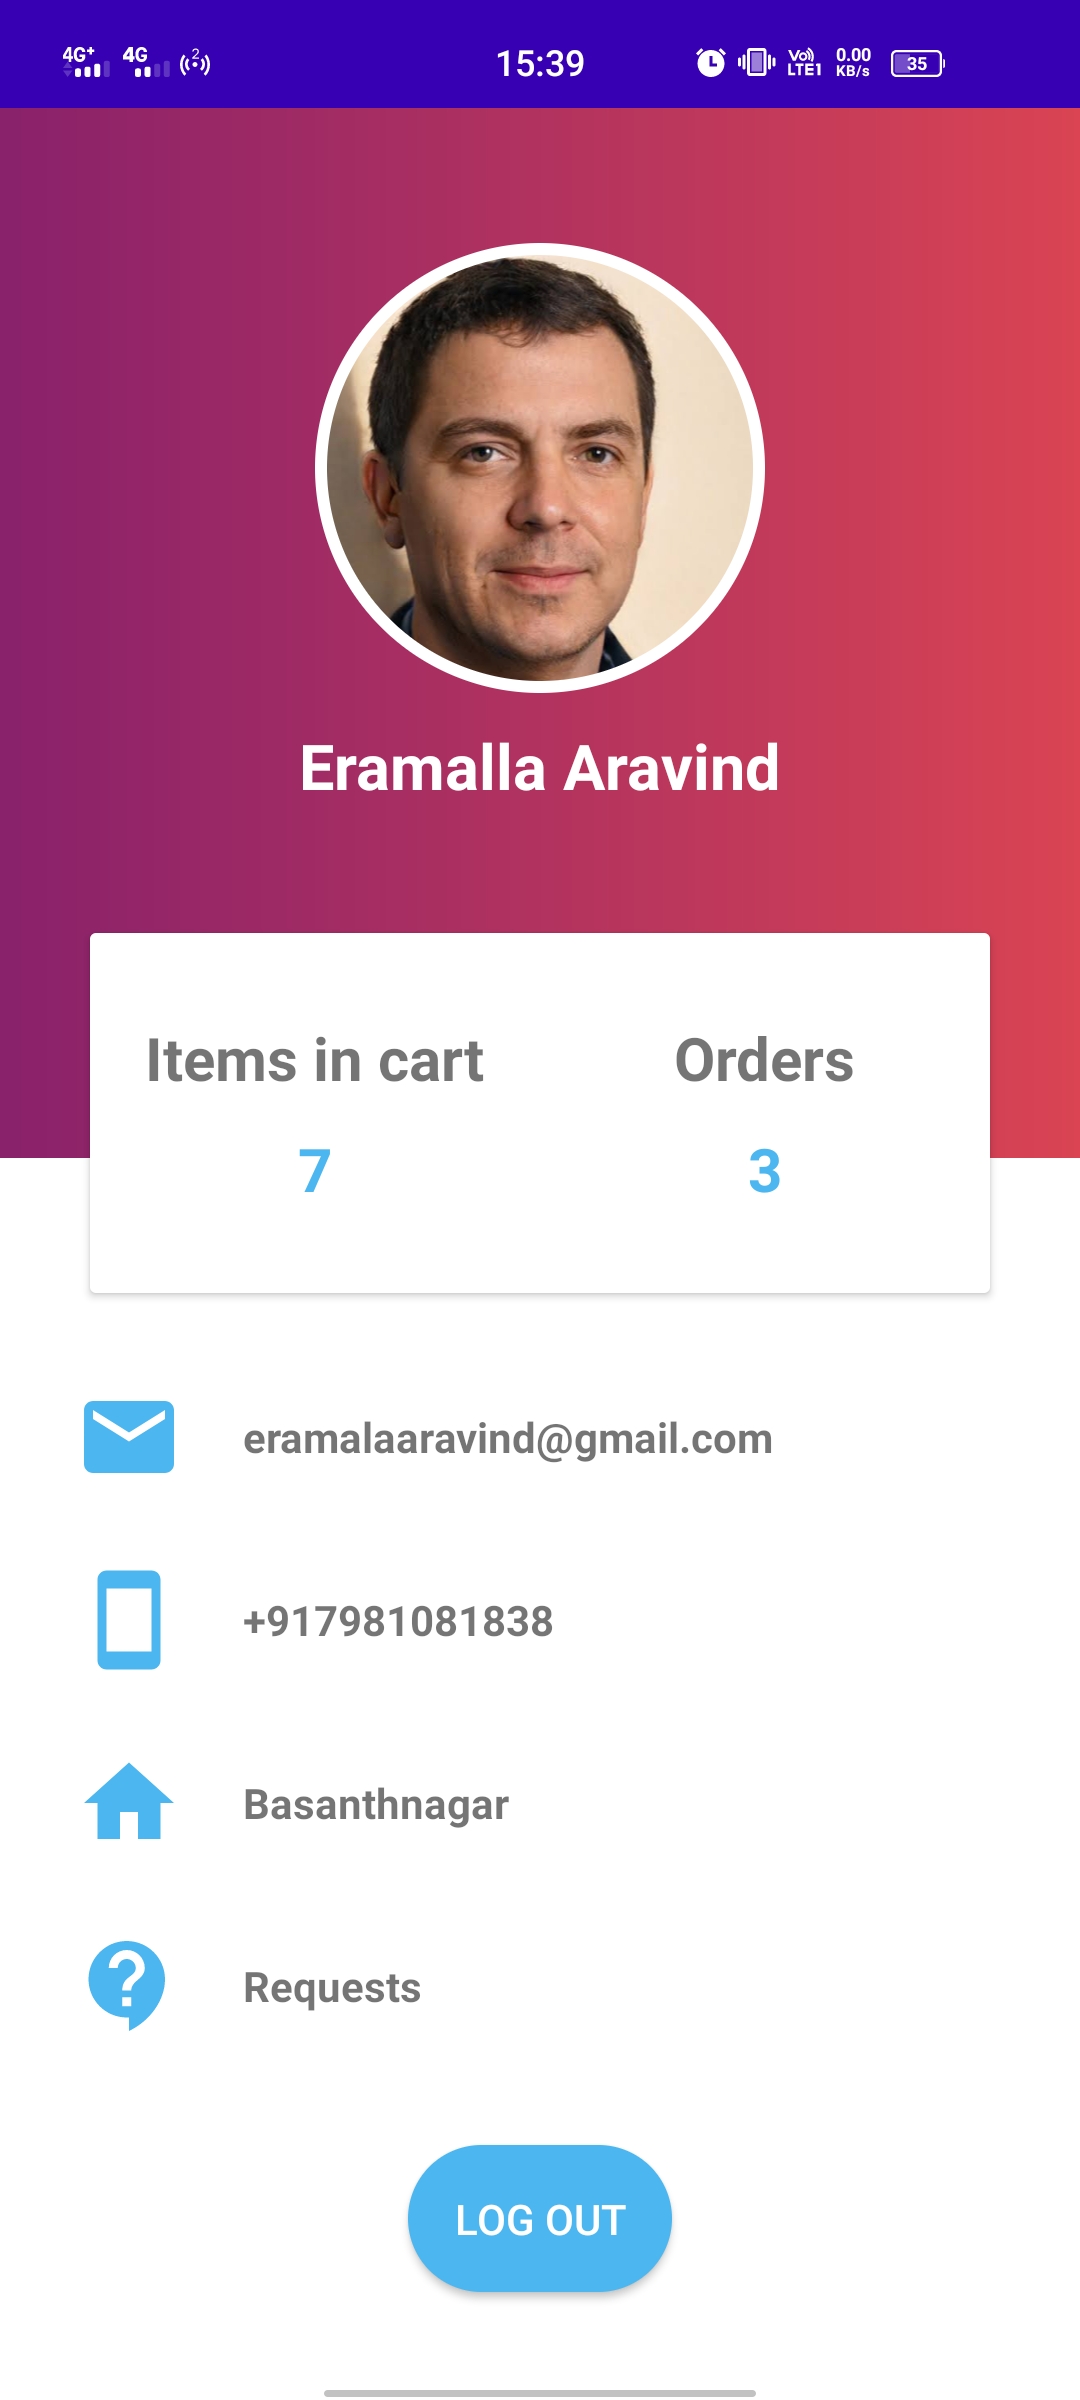 4G+ 4G 2 15:39 Vo)) LTE1 0.00 KB/s 35
Eramalla Aravind
Items in cart Orders
7 3
eramalaaravind@gmail.com
+917981081838
Basanthnagar
Requests
LOG OUT